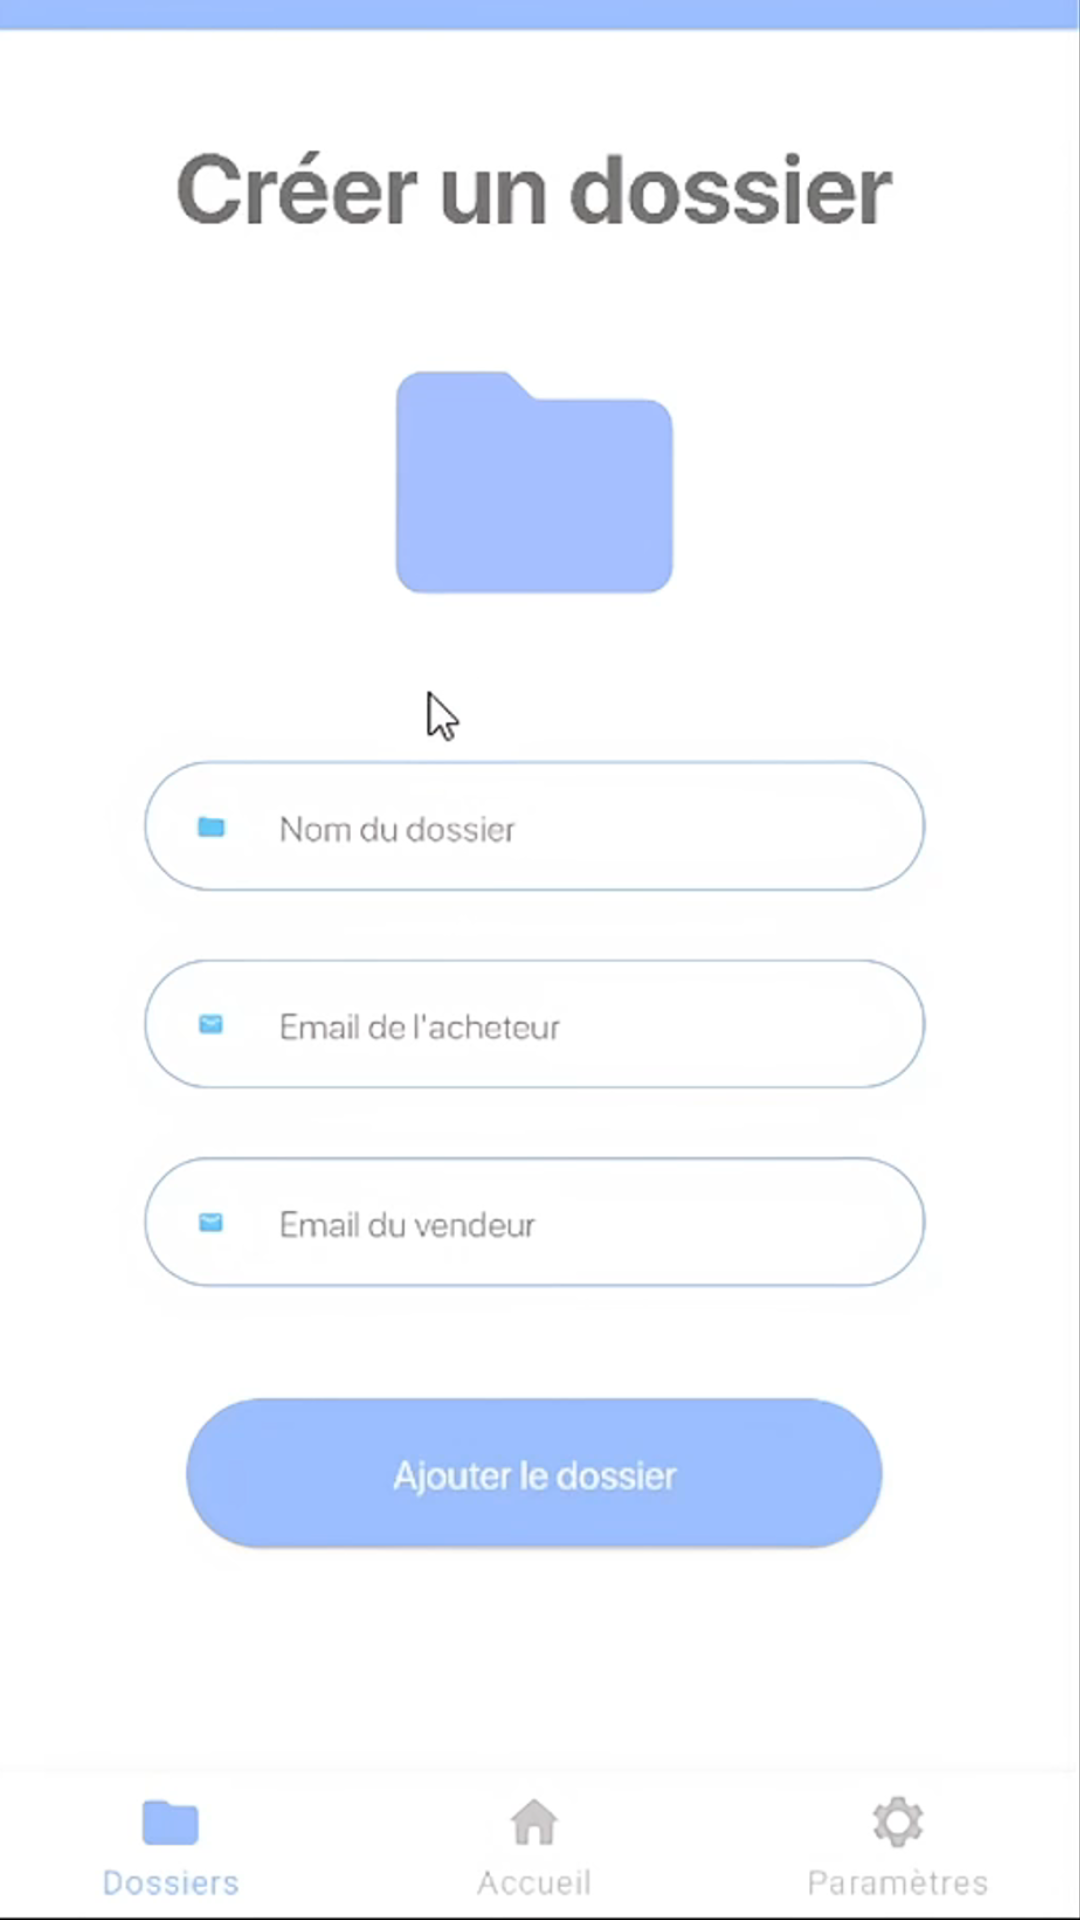 Créer un dossier
Nom du dossier
Email de l'acheteur
Email du vendeur
Ajouter le dossier
Dossiers
Accueil
Paramètres